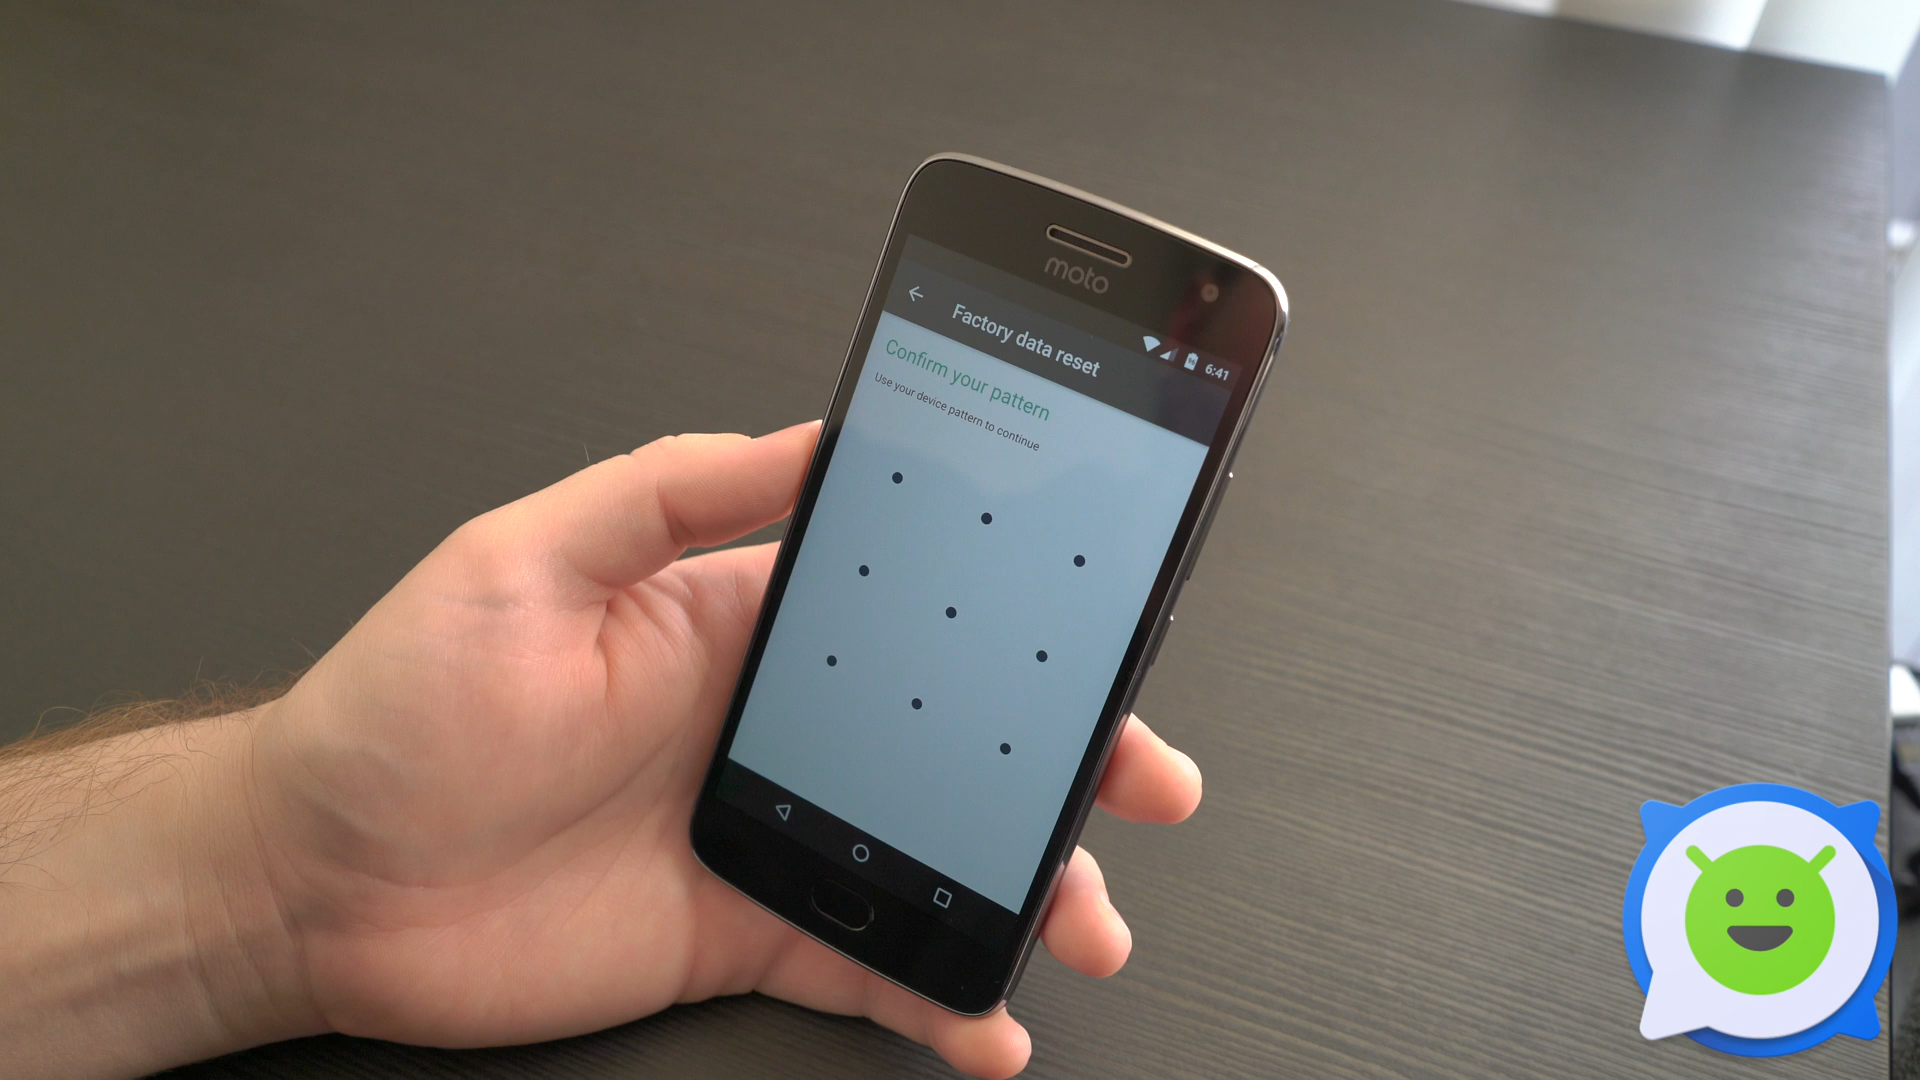 moto
6:41
Factory data reset
Confirm your pattern
Use your device pattern to continue